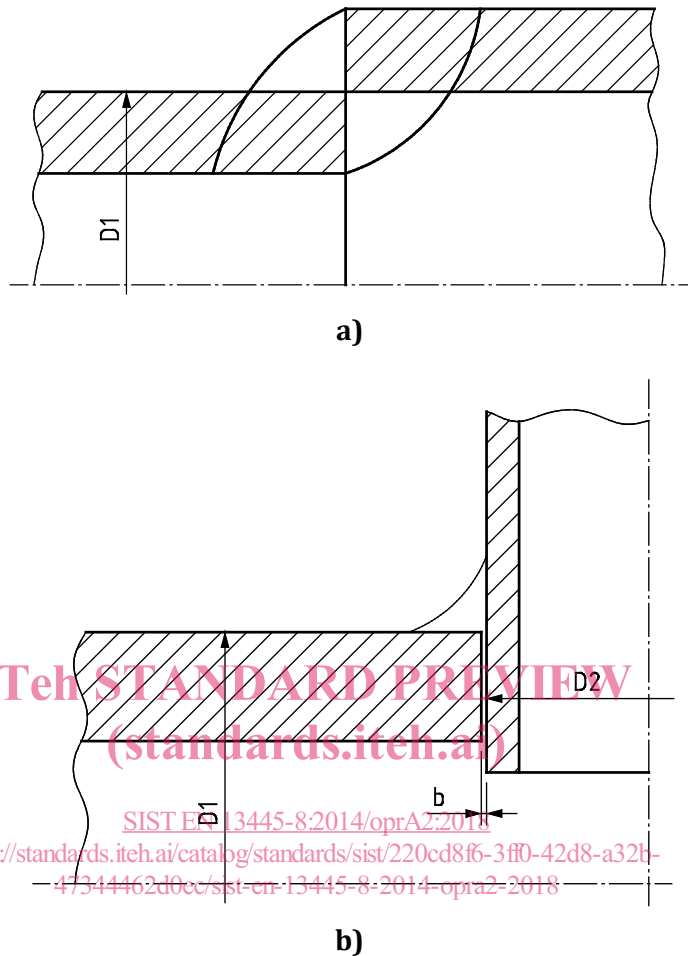 D1
a)
iTeh STANDARD PREVIEW
D2
(standards.iteh.ai)
b
D1
SIST EN 13445-8:2014/oprA2:2018
://standards.iteh.ai/catalog/standards/sist/220cd8f6-3ff0-42d8-a32b-
47344462d0cc/sist-en-13445-8-2014-opra2-2018
b)